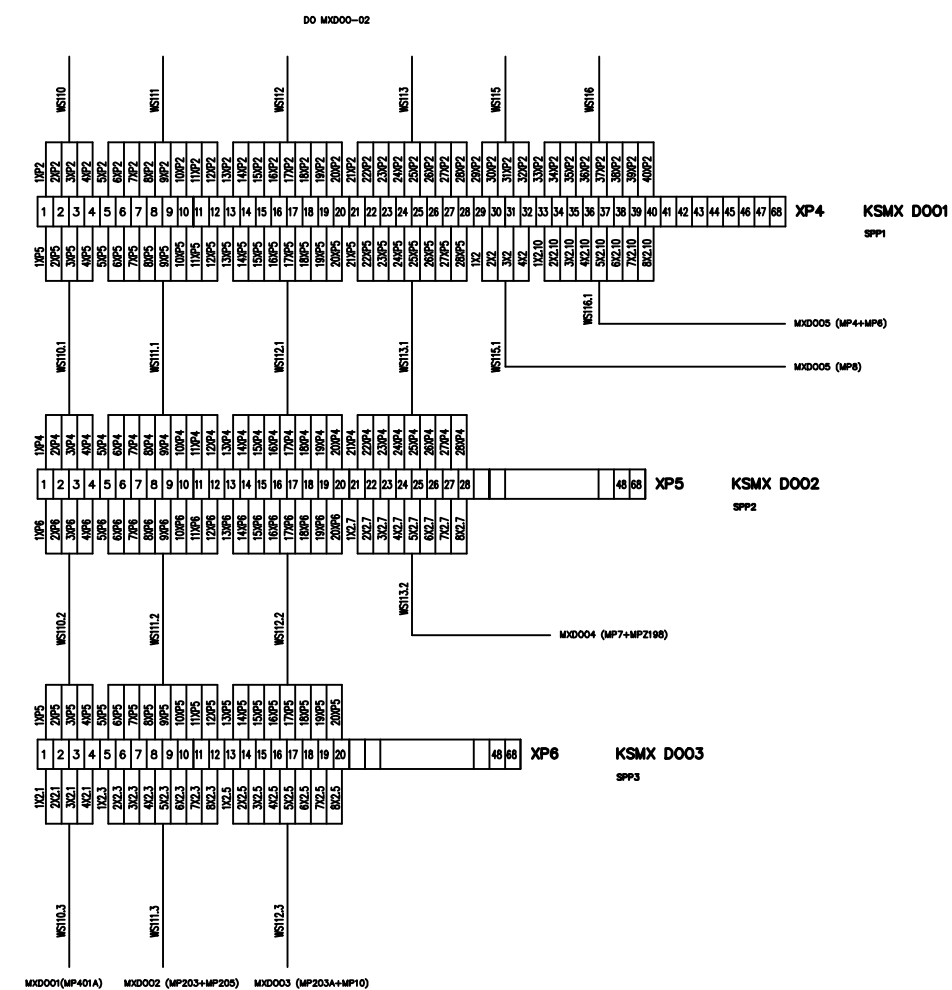 DO MXD00-02
WS110 WS111 WS112 WS113 WS115 WS116
1XP2 2XP2 3XP2 4XP2 5XP2 6XP2 7XP2 8XP2 9XP2 10XP2 11XP2 12XP2 13XP2 14XP2 15XP2 16XP2 17XP2 18XP2 19XP2 20XP2 21XP2 22XP2 23XP2 24XP2 25XP2 26XP2 27XP2 28XP2 29XP2 30XP2 31XP2 32XP2 33XP2 34XP2 35XP2 36XP2 37XP2 38XP2 39XP2 40XP2
1 2 3 4 5 6 7 8 9 10 11 12 13 14 15 16 17 18 19 20 21 22 23 24 25 26 27 28 29 30 31 32 33 34 35 36 37 38 39 40 41 42 43 44 45 46 47 68 XP4 KSMX D001
SPP1
1XP5 2XP5 3XP5 4XP5 5XP5 6XP5 7XP5 8XP5 9XP5 10XP5 11XP5 12XP5 13XP5 14XP5 15XP5 16XP5 17XP5 18XP5 19XP5 20XP5 21XP5 22XP5 23XP5 24XP5 25XP5 26XP5 27XP5 28XP5 1X2 2X2 3X2 4X2 1X2.10 2X2.10 3X2.10 4X2.10 5X2.10 6X2.10 7X2.10 8X2.10
WS116.1
MXD005 (MP4+MP6)
WS110.1 WS111.1 WS112.1 WS113.1 WS115.1
MXD005 (MP8)
1XP4 2XP4 3XP4 4XP4 5XP4 6XP4 7XP4 8XP4 9XP4 10XP4 11XP4 12XP4 13XP4 14XP4 15XP4 16XP4 17XP4 18XP4 19XP4 20XP4 21XP4 22XP4 23XP4 24XP4 25XP4 26XP4 27XP4 28XP4
1 2 3 4 5 6 7 8 9 10 11 12 13 14 15 16 17 18 19 20 21 22 23 24 25 26 27 28 48 68 XP5 KSMX D002
SPP2
1XP6 2XP6 3XP6 4XP6 5XP6 6XP6 7XP6 8XP6 9XP6 10XP6 11XP6 12XP6 13XP6 14XP6 15XP6 16XP6 17XP6 18XP6 19XP6 20XP6 1X2.7 2X2.7 3X2.7 4X2.7 5X2.7 6X2.7 7X2.7 8X2.7
WS110.2 WS111.2 WS112.2 WS113.2
MXD004 (MP7+MPZ198)
1XP5 2XP5 3XP5 4XP5 5XP5 6XP5 7XP5 8XP5 9XP5 10XP5 11XP5 12XP5 13XP5 14XP5 15XP5 16XP5 17XP5 18XP5 19XP5 20XP5
1 2 3 4 5 6 7 8 9 10 11 12 13 14 15 16 17 18 19 20 48 68 XP6 KSMX D003
SPP3
1X2.1 2X2.1 3X2.1 4X2.1 1X2.3 2X2.3 3X2.3 4X2.3 5X2.3 6X2.3 7X2.3 8X2.3 1X2.5 2X2.5 3X2.5 4X2.5 5X2.5 6X2.5 7X2.5 8X2.5
WS110.3 WS111.3 WS112.3
MXD001(MP401A) MXD002 (MP203+MP205) MXD003 (MP203A+MP10)